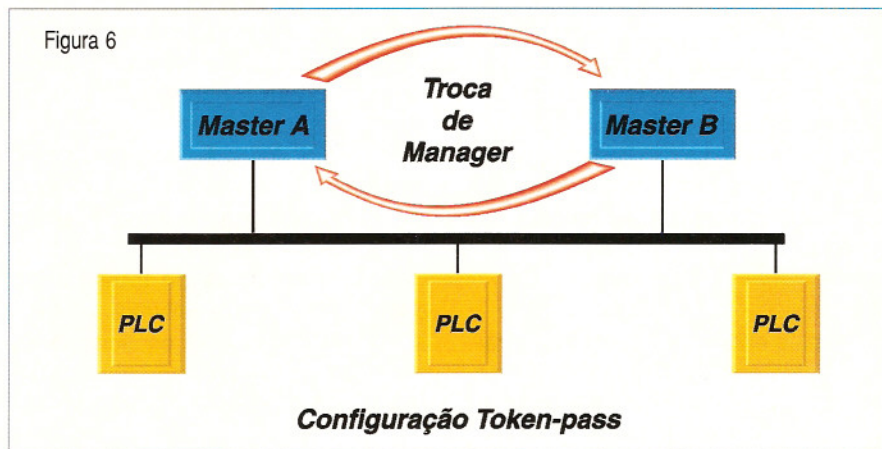 Figura 6
Troca
de
Manager
Master A
Master B
PLC
PLC
PLC
Configuração Token-pass